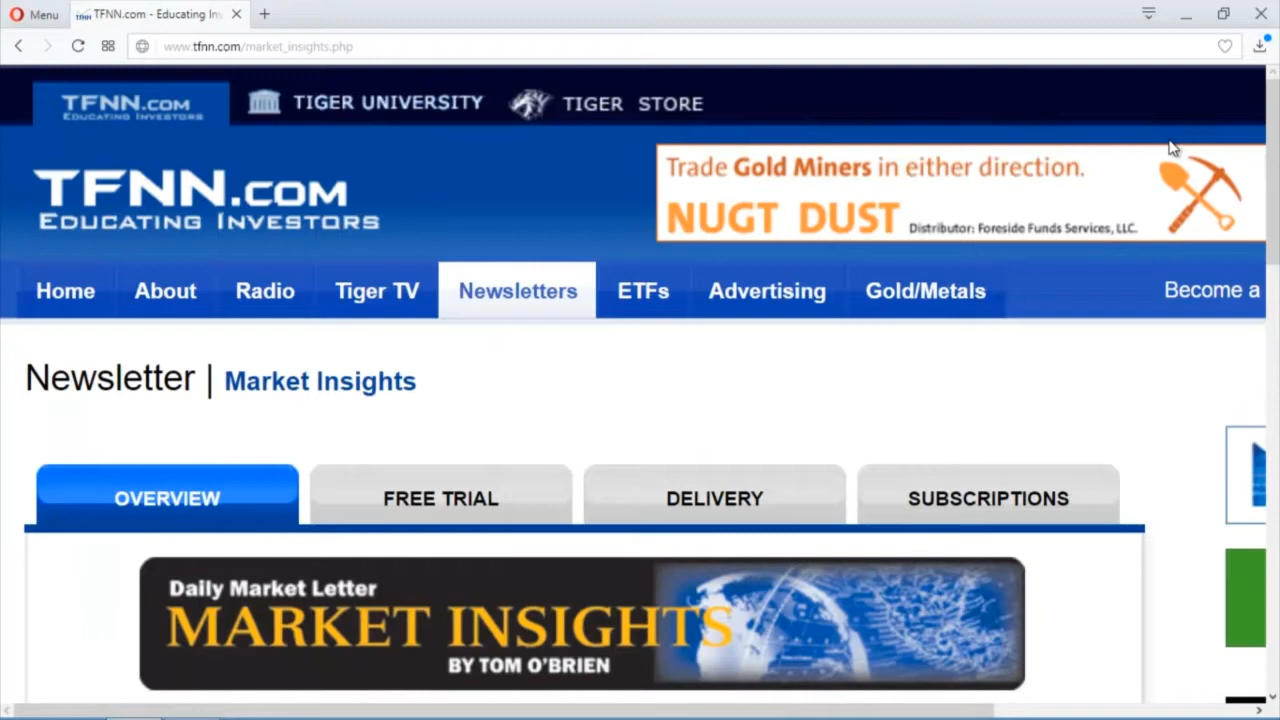 Menu
TFNN.com - Educating In
www.tfnn.com/market_insights.php
TFNN.COM
EDUCATING INVESTORS
TIGER UNIVERSITY
TIGER STORE
TFNN.COM
EDUCATING INVESTORS
Trade Gold Miners in either direction.
NUGT DUST Distributor: Foreside Funds Services, LLC.
Home About Radio Tiger TV Newsletters ETFs Advertising Gold/Metals Become a
Newsletter | Market Insights
OVERVIEW FREE TRIAL DELIVERY SUBSCRIPTIONS
Daily Market Letter
MARKET INSIGHTS
BY TOM O'BRIEN